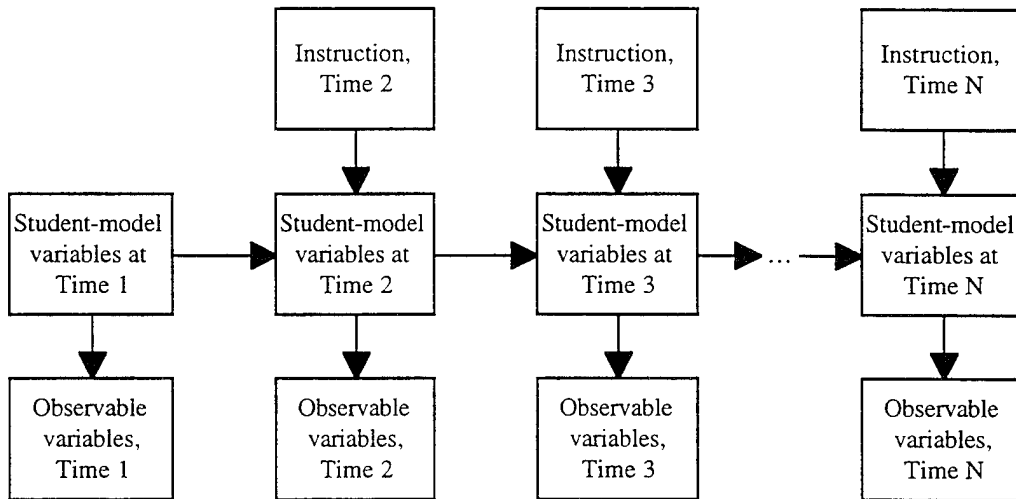 Instruction,
Time 2
Instruction,
Time 3
Instruction,
Time N
Student-model
variables at
Time 1
Student-model
variables at
Time 2
Student-model
variables at
Time 3
...
Student-model
variables at
Time N
Observable
variables,
Time 1
Observable
variables,
Time 2
Observable
variables,
Time 3
Observable
variables,
Time N